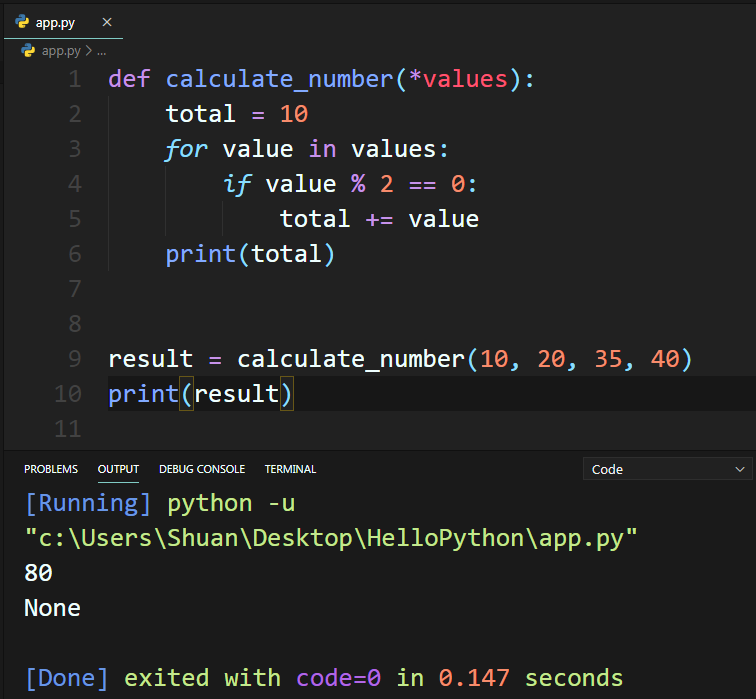 app.py ×
app.py > ...
1 def calculate_number(*values):
2     total = 10
3     for value in values:
4         if value % 2 == 0:
5             total += value
6     print(total)
7
8
9 result = calculate_number(10, 20, 35, 40)
10 print(result)
11
PROBLEMS OUTPUT DEBUG CONSOLE TERMINAL Code
[Running] python -u
"c:\Users\Shuan\Desktop\HelloPython\app.py"
80
None
[Done] exited with code=0 in 0.147 seconds